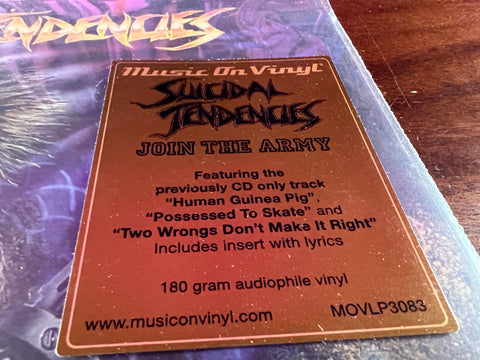 TENDENCIES
Music On Vinyl®
SUICIDAL
TENDENCIES
JOIN THE ARMY
Featuring the
previously CD only track
“Human Guinea Pig”,
“Possessed To Skate” and
“Two Wrongs Don’t Make It Right”
Includes insert with lyrics
180 gram audiophile vinyl
www.musiconvinyl.com
MOVLP3083